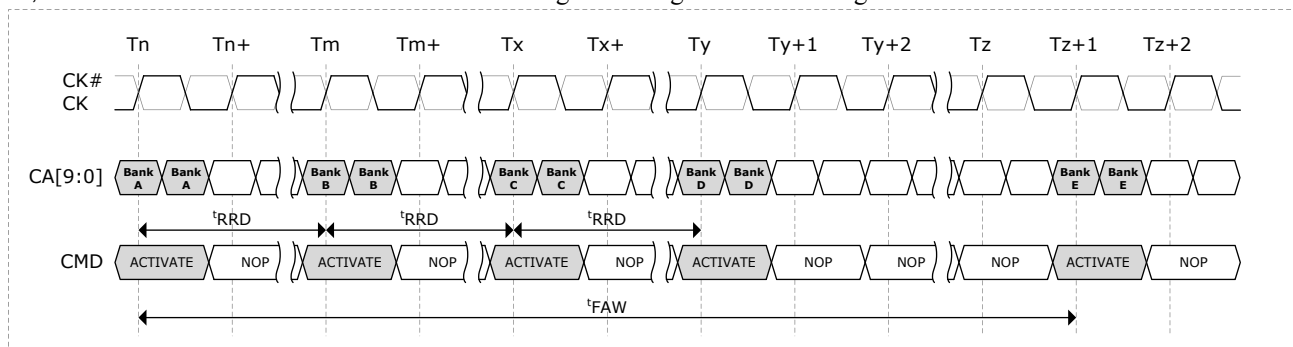 Tn Tn+ Tm Tm+ Tx Tx+ Ty Ty+1 Ty+2 Tz Tz+1 Tz+2
CK#
CK
CA[9:0] Bank A Bank A Bank B Bank B Bank C Bank C Bank D Bank D Bank E Bank E
tRRD tRRD tRRD
CMD ACTIVATE NOP ACTIVATE NOP ACTIVATE NOP ACTIVATE NOP NOP NOP ACTIVATE NOP
tFAW